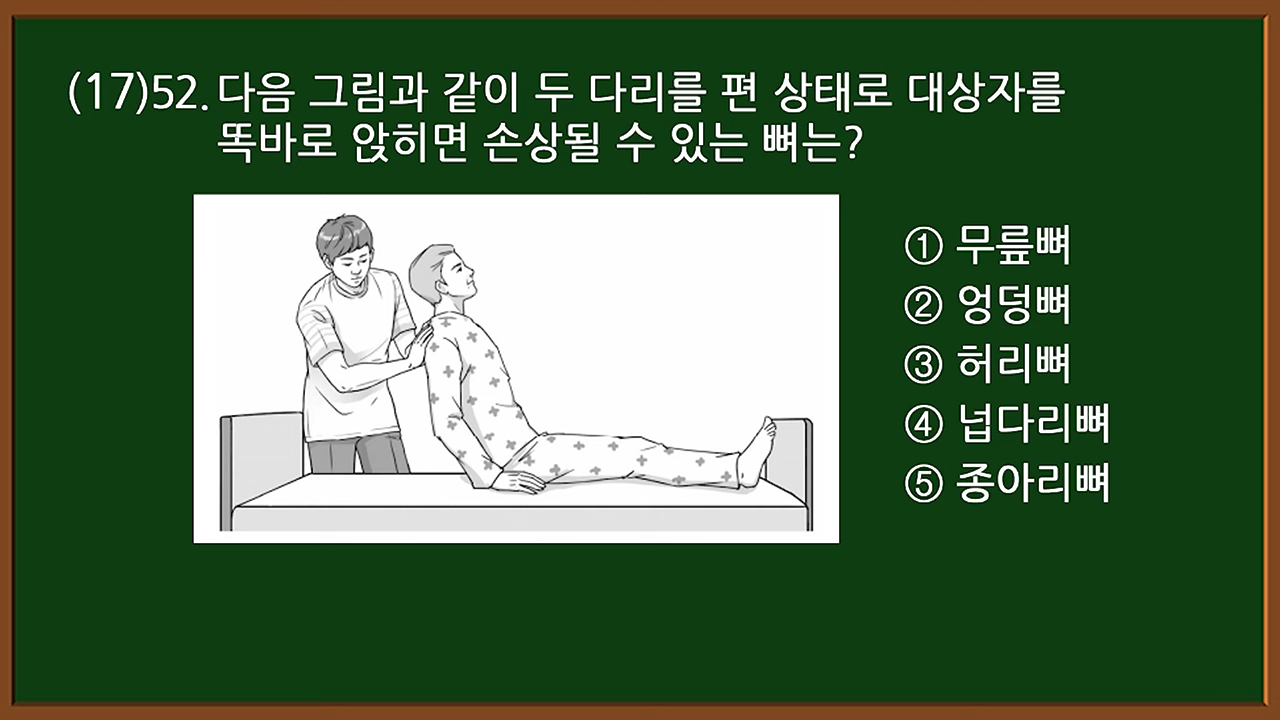 (17)52. 다음 그림과 같이 두 다리를 편 상태로 대상자를
똑바로 앉히면 손상될 수 있는 뼈는?
① 무릎뼈
② 엉덩뼈
③ 허리뼈
④ 넙다리뼈
⑤ 종아리뼈